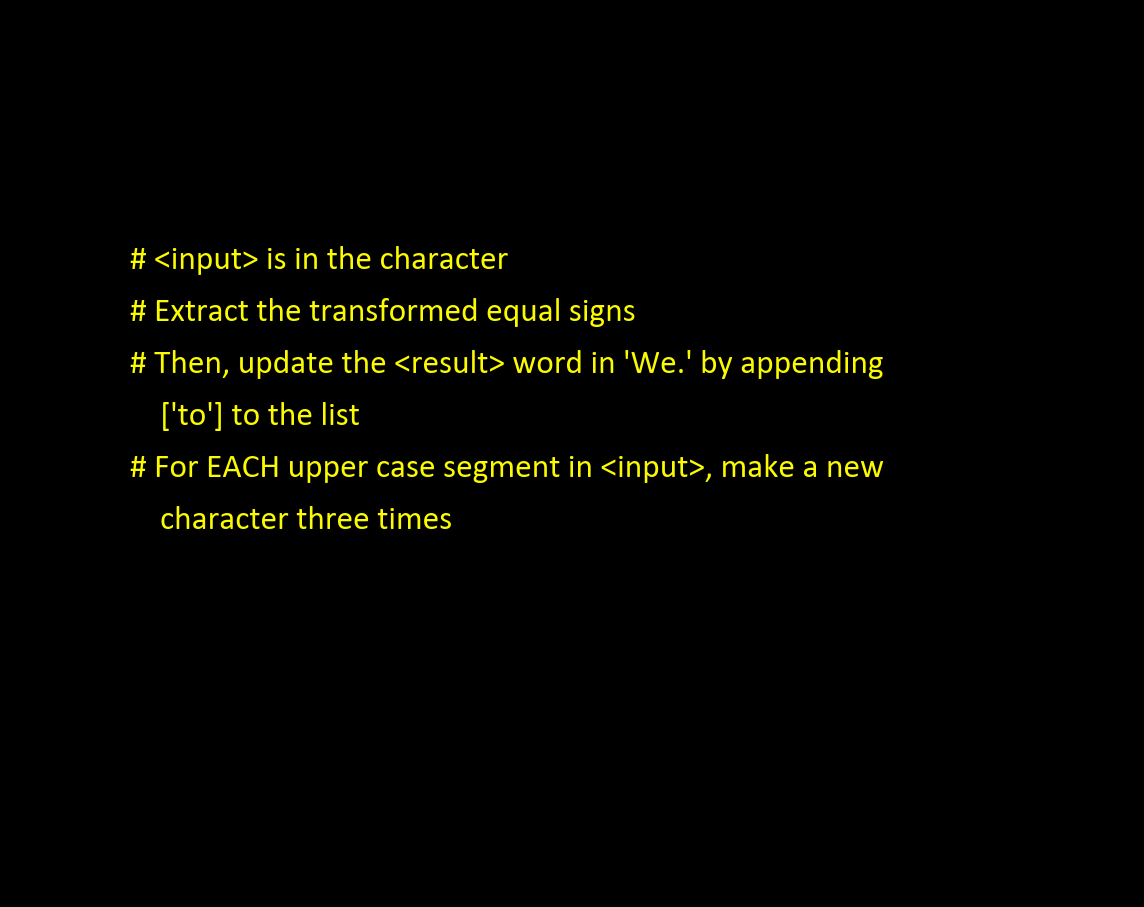 # <input> is in the character
# Extract the transformed equal signs
# Then, update the <result> word in 'We.' by appending
['to'] to the list
# For EACH upper case segment in <input>, make a new
character three times